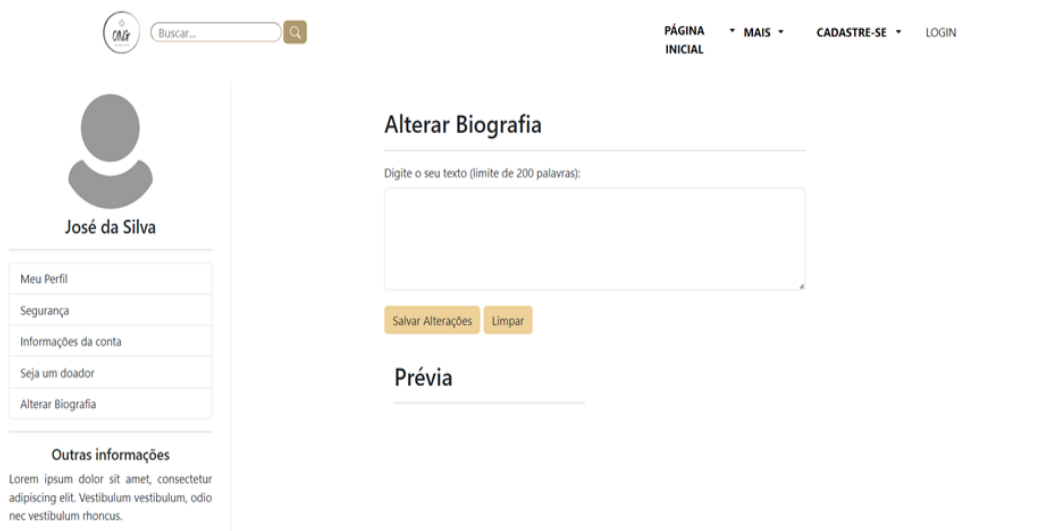 ONG
Buscar...
PÁGINA
INICIAL
MAIS
CADASTRE-SE
LOGIN
José da Silva
Meu Perfil
Segurança
Informações da conta
Seja um doador
Alterar Biografia
Outras informações
Lorem ipsum dolor sit amet, consectetur
adipiscing elit. Vestibulum vestibulum, odio
nec vestibulum rhoncus.
Alterar Biografia
Digite o seu texto (limite de 200 palavras):
Salvar Alterações
Limpar
Prévia